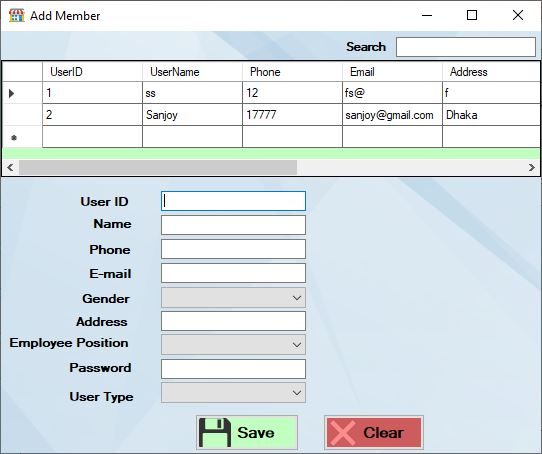 Add Member
Search
UserID UserName Phone Email Address
1 ss 12 fs@ f
2 Sanjoy 17777 sanjoy@gmail.com Dhaka
User ID
Name
Phone
E-mail
Gender
Address
Employee Position
Password
User Type
Save Clear